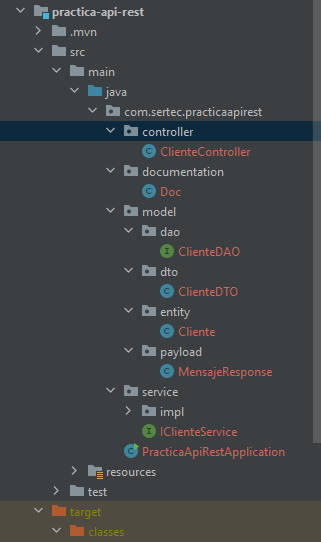 practica-api-rest
.mvn
src
main
java
com.sertec.practicaapirest
controller
ClienteController
documentation
Doc
model
dao
ClienteDAO
dto
ClienteDTO
entity
Cliente
payload
MensajeResponse
service
impl
IClienteService
PracticaApiRestApplication
resources
test
target
classes